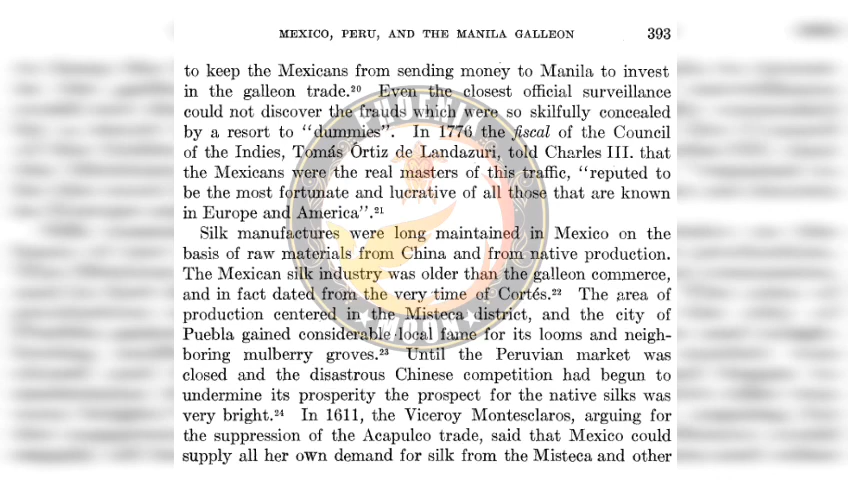 MEXICO, PERU, AND THE MANILA GALLEON 393
to keep the Mexicans from sending money to Manila to invest
in the galleon trade.²⁰ Even the closest official surveillance
could not discover the frauds which were so skilfully concealed
by a resort to “dummies”. In 1776 the fiscal of the Council
of the Indies, Tomás Órtiz de Landazuri, told Charles III. that
the Mexicans were the real masters of this traffic, “reputed to
be the most fortunate and lucrative of all those that are known
in Europe and America”.²¹
Silk manufactures were long maintained in Mexico on the
basis of raw materials from China and from native production.
The Mexican silk industry was older than the galleon commerce,
and in fact dated from the very time of Cortés.²² The area of
production centered in the Misteca district, and the city of
Puebla gained considerable local fame for its looms and neigh-
boring mulberry groves.²³ Until the Peruvian market was
closed and the disastrous Chinese competition had begun to
undermine its prosperity the prospect for the native silks was
very bright.²⁴ In 1611, the Viceroy Montesclaros, arguing for
the suppression of the Acapulco trade, said that Mexico could
supply all her own demand for silk from the Misteca and other